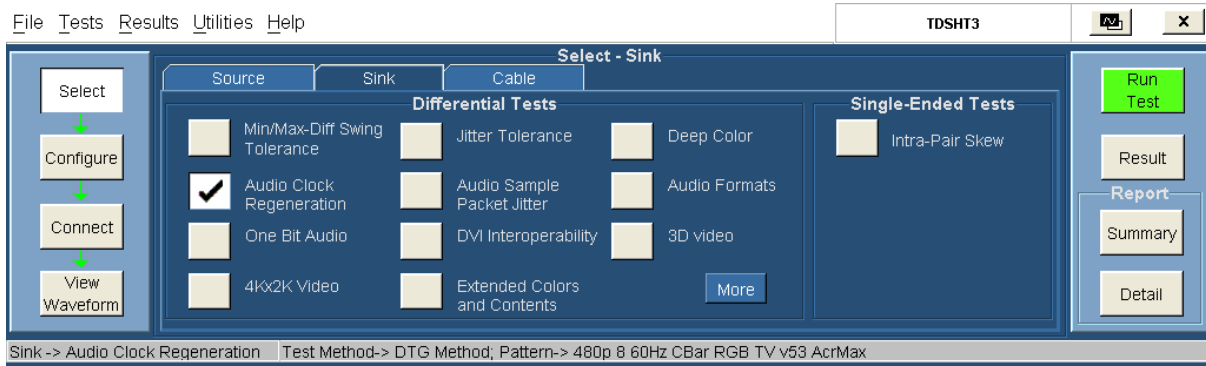 File Tests Results Utilities Help
TDSHT3
x
Select - Sink
Select
Configure
Connect
View
Waveform
Source Sink Cable
Differential Tests
Min/Max-Diff Swing
Tolerance
Jitter Tolerance
Deep Color
Audio Clock
Regeneration
Audio Sample
Packet Jitter
Audio Formats
One Bit Audio
DVI Interoperability
3D video
4Kx2K Video
Extended Colors
and Contents
More
Single-Ended Tests
Intra-Pair Skew
Run
Test
Result
Report
Summary
Detail
Sink -> Audio Clock Regeneration Test Method-> DTG Method; Pattern-> 480p 8 60Hz CBar RGB TV v53 AcrMax